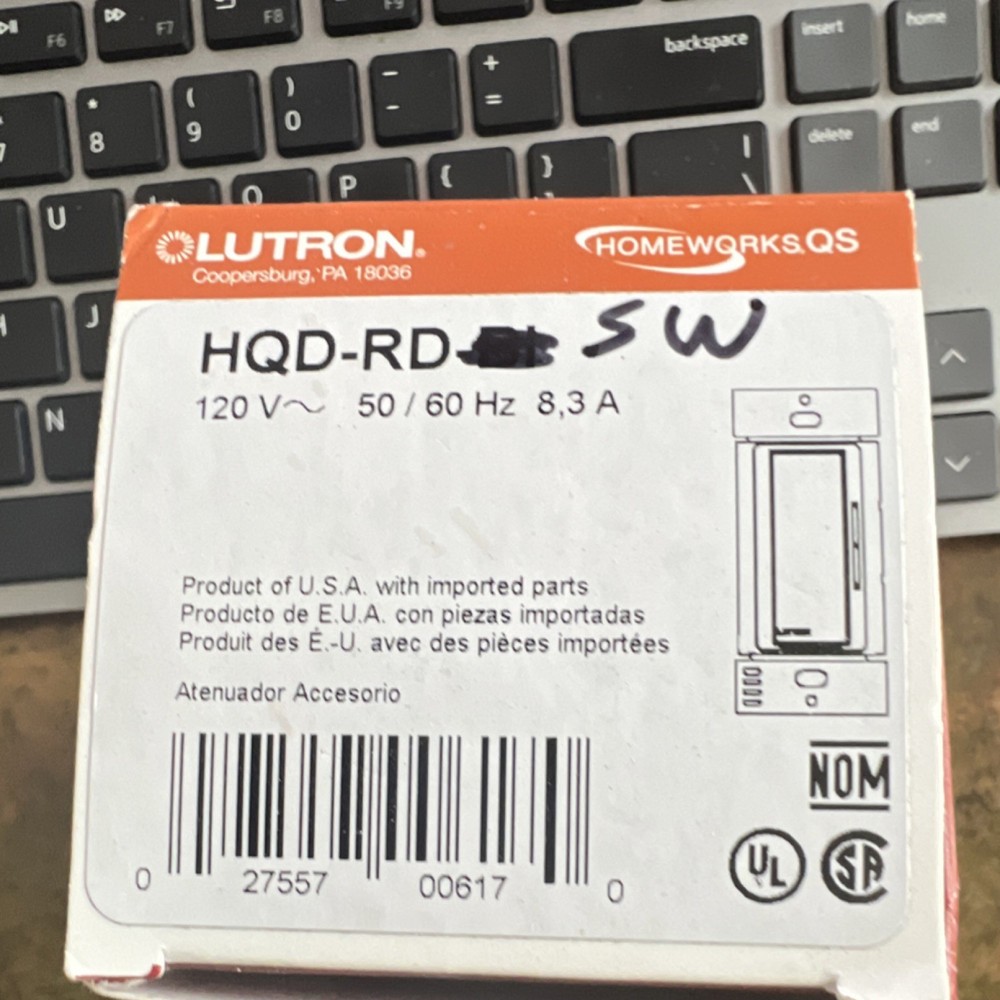 F6 F7 F8 F9
* ( ) - + backspace insert home
7 8 9 0 - =
O P { } | \ delete end
U
J
N
LUTRON® HOMEWORKS QS
Coopersburg, PA 18036
HQD-RD- SW
120 V~ 50 / 60 Hz 8,3 A
Product of U.S.A. with imported parts
Producto de E.U.A. con piezas importadas
Produit des É.-U. avec des pièces importées
Atenuador Accesorio
0 27557 00617 0
NOM
UL SA